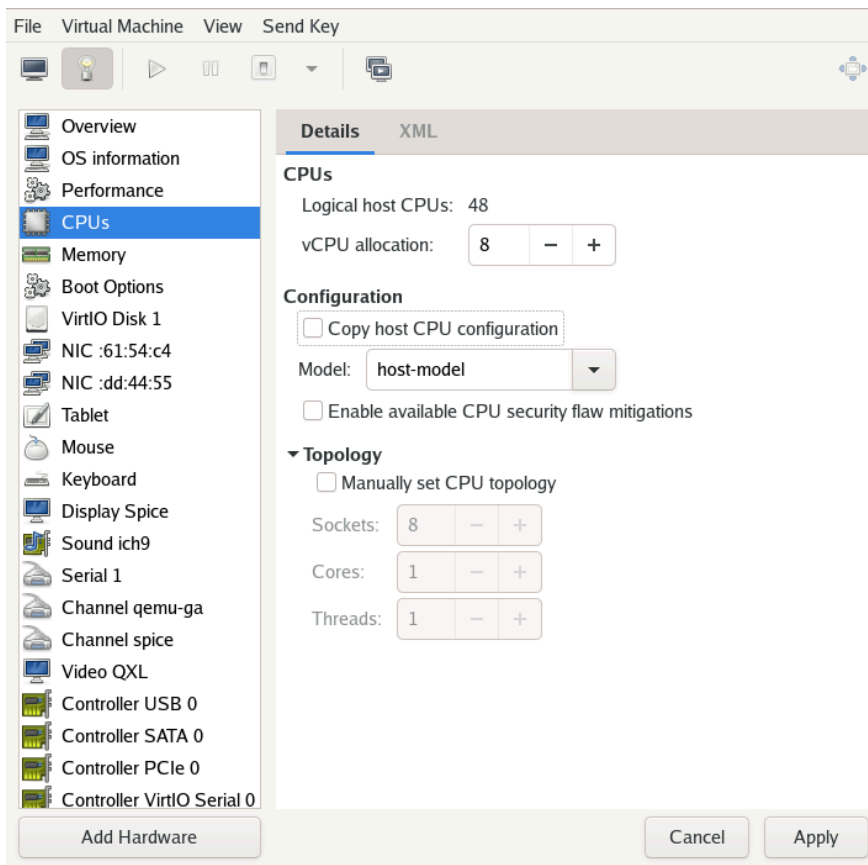 File Virtual Machine View Send Key
Overview
OS information
Performance
CPUs
Memory
Boot Options
VirtIO Disk 1
NIC :61:54:c4
NIC :dd:44:55
Tablet
Mouse
Keyboard
Display Spice
Sound ich9
Serial 1
Channel qemu-ga
Channel spice
Video QXL
Controller USB 0
Controller SATA 0
Controller PCIe 0
Controller VirtIO Serial 0
Add Hardware
Details XML
CPUs
Logical host CPUs: 48
vCPU allocation: 8 − +
Configuration
Copy host CPU configuration
Model: host-model
Enable available CPU security flaw mitigations
Topology
Manually set CPU topology
Sockets: 8 − +
Cores: 1 − +
Threads: 1 − +
Cancel Apply